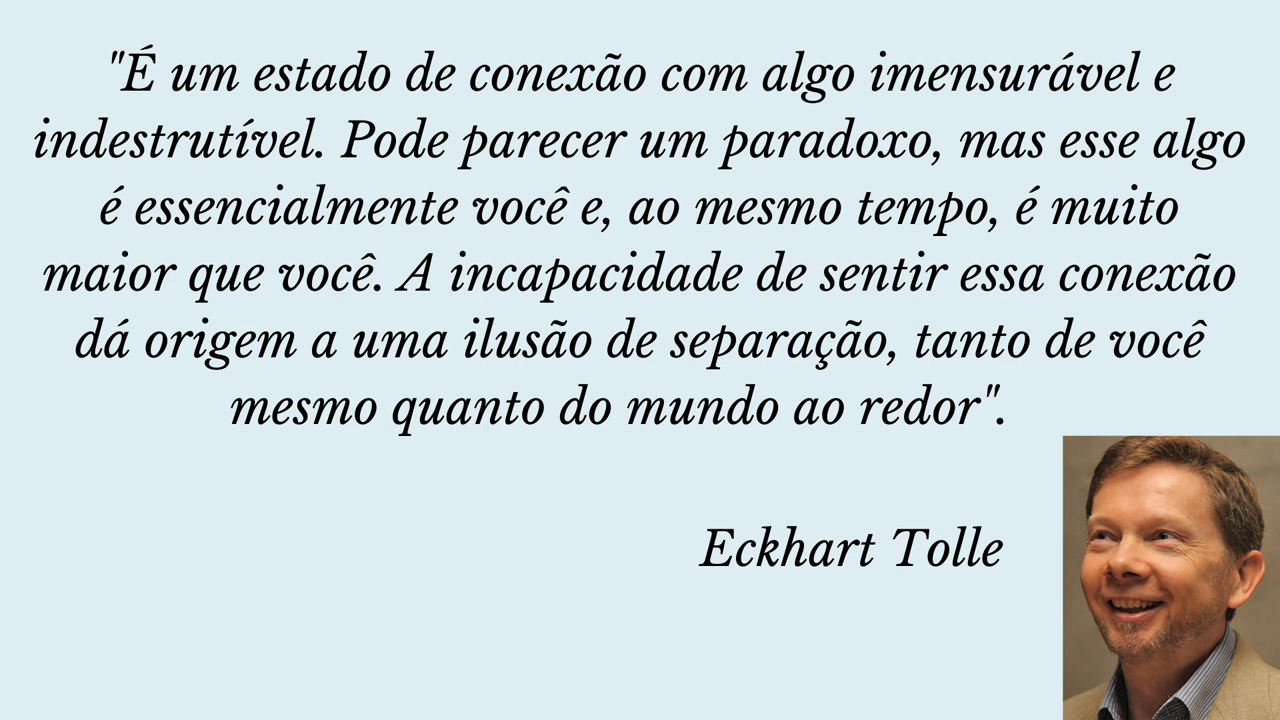 "É um estado de conexão com algo imensurável e
indestrutível. Pode parecer um paradoxo, mas esse algo
é essencialmente você e, ao mesmo tempo, é muito
maior que você. A incapacidade de sentir essa conexão
dá origem a uma ilusão de separação, tanto de você
mesmo quanto do mundo ao redor".
Eckhart Tolle